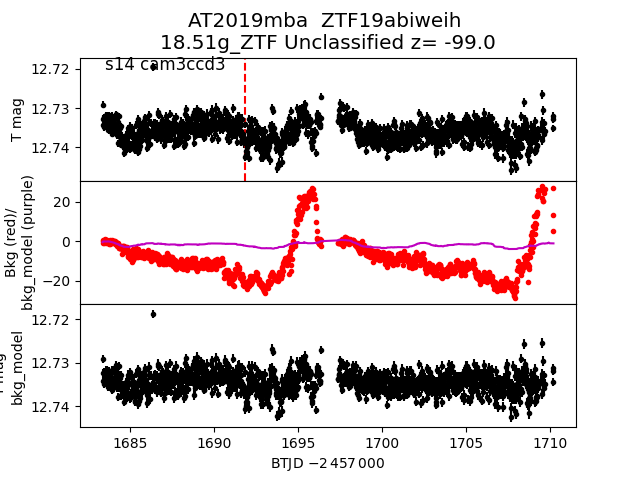 AT2019mba  ZTF19abiweih
18.51g_ZTF Unclassified z= -99.0
s14 cam3ccd3
12.72
12.73
12.74
T mag
20
0
−20
Bkg (red)/
bkg_model (purple)
12.72
12.73
12.74
bkg_model
1685
1690
1695
1700
1705
1710
BTJD −2 457 000